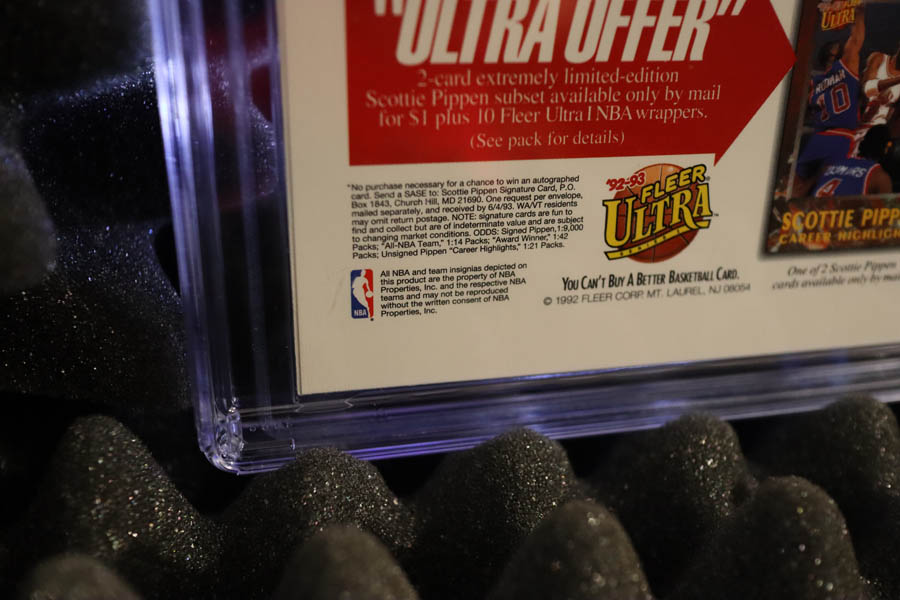 "ULTRA OFFER"
2-card extremely limited-edition
Scottie Pippen subset available only by mail
for $1 plus 10 Fleer Ultra I NBA wrappers.
(See pack for details)
*No purchase necessary for a chance to win an autographed
card. Send a SASE to: Scottie Pippen Signature Card, P.O.
Box 1843, Church Hill, MD 21690. One request per envelope,
mailed separately, and received by 6/4/93. WA/VT residents
may omit return postage. NOTE: signature cards are fun to
find and collect but are of indeterminate value and are subject
to changing market conditions. ODDS: Signed Pippen,1:9,000
Packs; "All-NBA Team," 1:14 Packs; "Award Winner," 1:42
Packs; Unsigned Pippen "Career Highlights," 1:21 Packs.
NBA
All NBA and team insignias depicted on
this product are the property of NBA
Properties, Inc. and the respective NBA
teams and may not be reproduced
without the written consent of NBA
Properties, Inc.
'92-93
FLEER
ULTRA
SERIES I
YOU CAN'T BUY A BETTER BASKETBALL CARD.
© 1992 FLEER CORP. MT. LAUREL, NJ 08054
ULTRA
RODMAN
10
DUMARS
4
SCOTTIE PIPP
CAREER HIGHLIGH
One of 2 Scottie Pippen
cards available only by ma